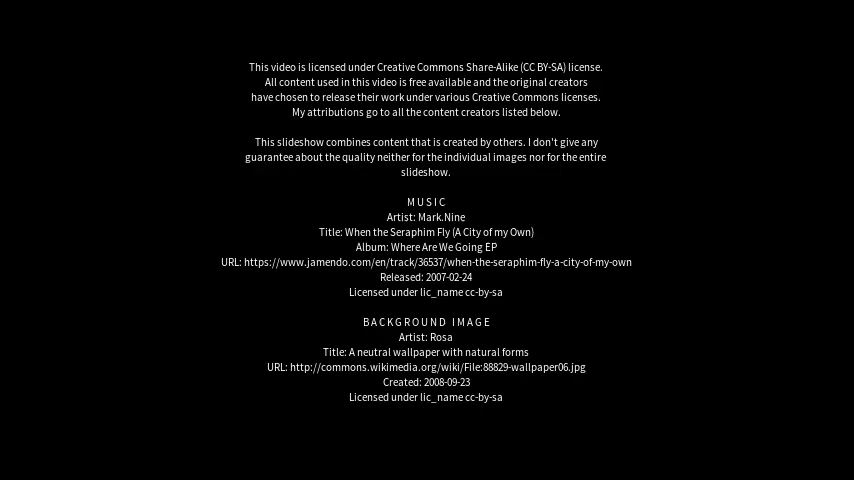 This video is licensed under Creative Commons Share-Alike (CC BY-SA) license.
All content used in this video is free available and the original creators
have chosen to release their work under various Creative Commons licenses.
My attributions go to all the content creators listed below.
This slideshow combines content that is created by others. I don't give any
guarantee about the quality neither for the individual images nor for the entire
slideshow.
MUSIC
Artist: Mark.Nine
Title: When the Seraphim Fly (A City of my Own)
Album: Where Are We Going EP
URL: https://www.jamendo.com/en/track/36537/when-the-seraphim-fly-a-city-of-my-own
Released: 2007-02-24
Licensed under lic_name cc-by-sa
BACKGROUND IMAGE
Artist: Rosa
Title: A neutral wallpaper with natural forms
URL: http://commons.wikimedia.org/wiki/File:88829-wallpaper06.jpg
Created: 2008-09-23
Licensed under lic_name cc-by-sa